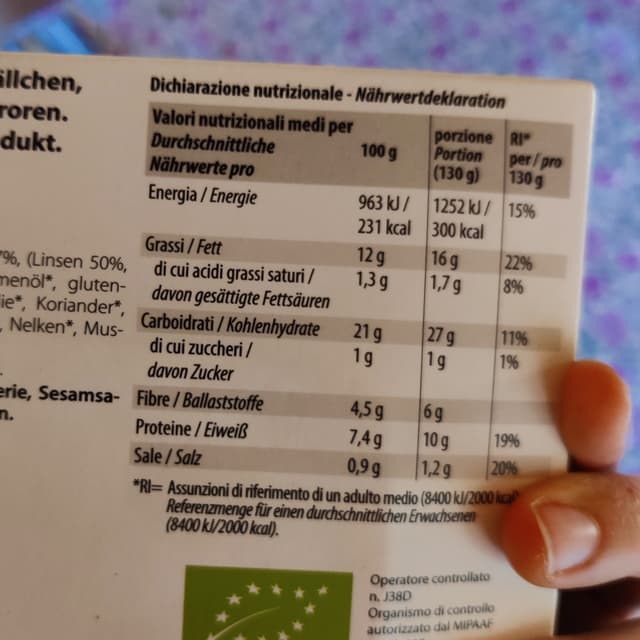 ällchen,
roren.
dukt.
%, (Linsen 50%,
menöl*, gluten-
ie*, Koriander*,
, Nelken*, Mus-
erie, Sesamsa-
n.
Dichiarazione nutrizionale - Nährwertdeklaration
Valori nutrizionali medi per
Durchschnittliche
Nährwerte pro
100 g
porzione
Portion
(130 g)
RI*
per/pro
130 g
Energia / Energie
963 kJ / 1252 kJ / 15%
231 kcal 300 kcal
Grassi / Fett 12 g 16 g 22%
di cui acidi grassi saturi / 1,3 g 1,7 g 8%
davon gesättigte Fettsäuren
Carboidrati / Kohlenhydrate 21 g 27 g 11%
di cui zuccheri / 1 g 1 g 1%
davon Zucker
Fibre / Ballaststoffe 4,5 g 6 g
Proteine / Eiweiß 7,4 g 10 g 19%
Sale / Salz 0,9 g 1,2 g 20%
*RI= Assunzioni di riferimento di un adulto medio (8400 kJ/2000 kcal)
Referenzmenge für einen durchschnittlichen Erwachsenen
(8400 kJ/2000 kcal).
Operatore controllato
n. J38D
Organismo di controllo
autorizzato dal MIPAAF